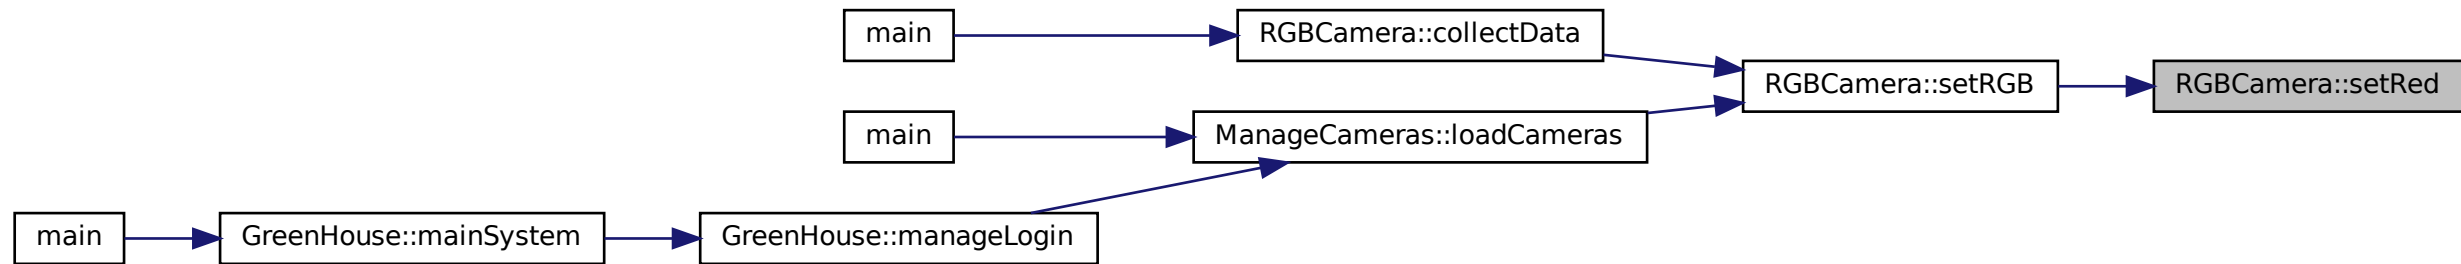 main
RGBCamera::collectData
RGBCamera::setRGB
RGBCamera::setRed
main
ManageCameras::loadCameras
main
GreenHouse::mainSystem
GreenHouse::manageLogin